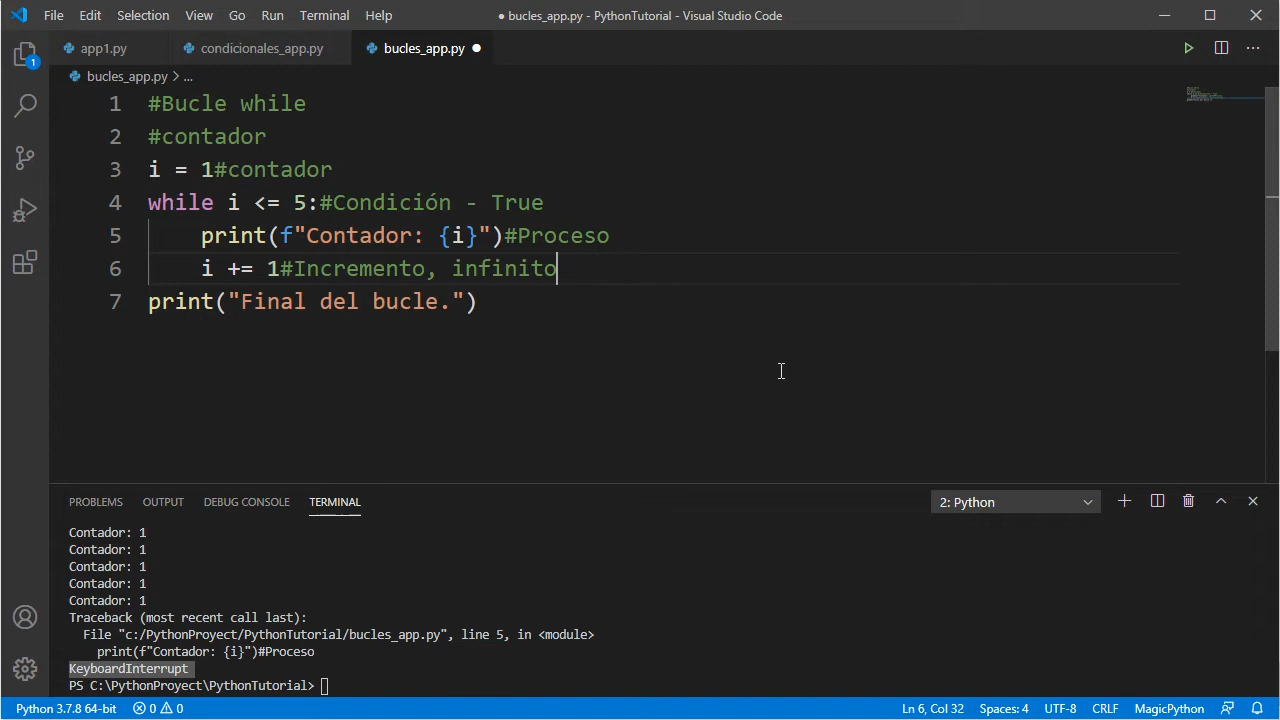 File Edit Selection View Go Run Terminal Help ● bucles_app.py - PythonTutorial - Visual Studio Code
app1.py condicionales_app.py bucles_app.py ●
bucles_app.py > ...
1 #Bucle while
2 #contador
3 i = 1#contador
4 while i <= 5:#Condición - True
5 print(f"Contador: {i}")#Proceso
6 i += 1#Incremento, infinito
7 print("Final del bucle.")
1
PROBLEMS OUTPUT DEBUG CONSOLE TERMINAL 2: Python
Contador: 1
Contador: 1
Contador: 1
Contador: 1
Contador: 1
Traceback (most recent call last):
File "c:/PythonProyect/PythonTutorial/bucles_app.py", line 5, in <module>
print(f"Contador: {i}")#Proceso
KeyboardInterrupt
PS C:\PythonProyect\PythonTutorial>
Python 3.7.8 64-bit 0 0 Ln 6, Col 32 Spaces: 4 UTF-8 CRLF MagicPython